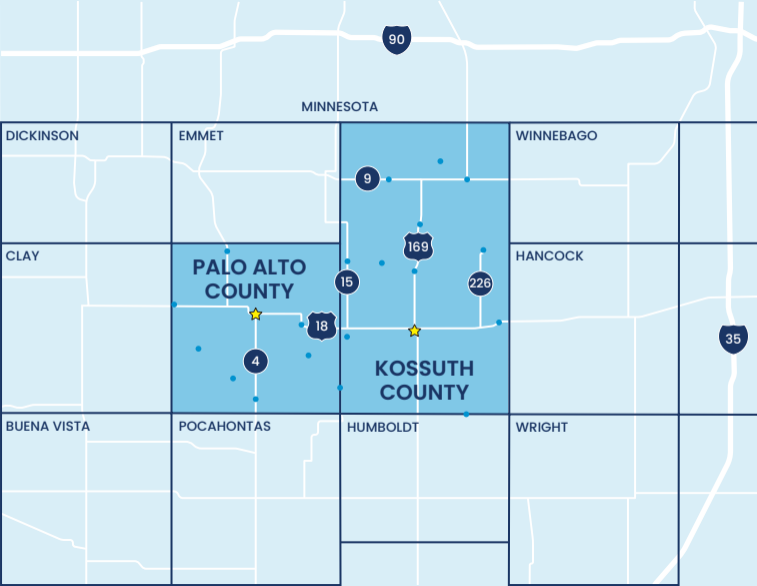 90
MINNESOTA
DICKINSON
EMMET
WINNEBAGO
9
169
CLAY
PALO ALTO
COUNTY
HANCOCK
15
226
18
35
4
KOSSUTH
COUNTY
BUENA VISTA
POCAHONTAS
HUMBOLDT
WRIGHT